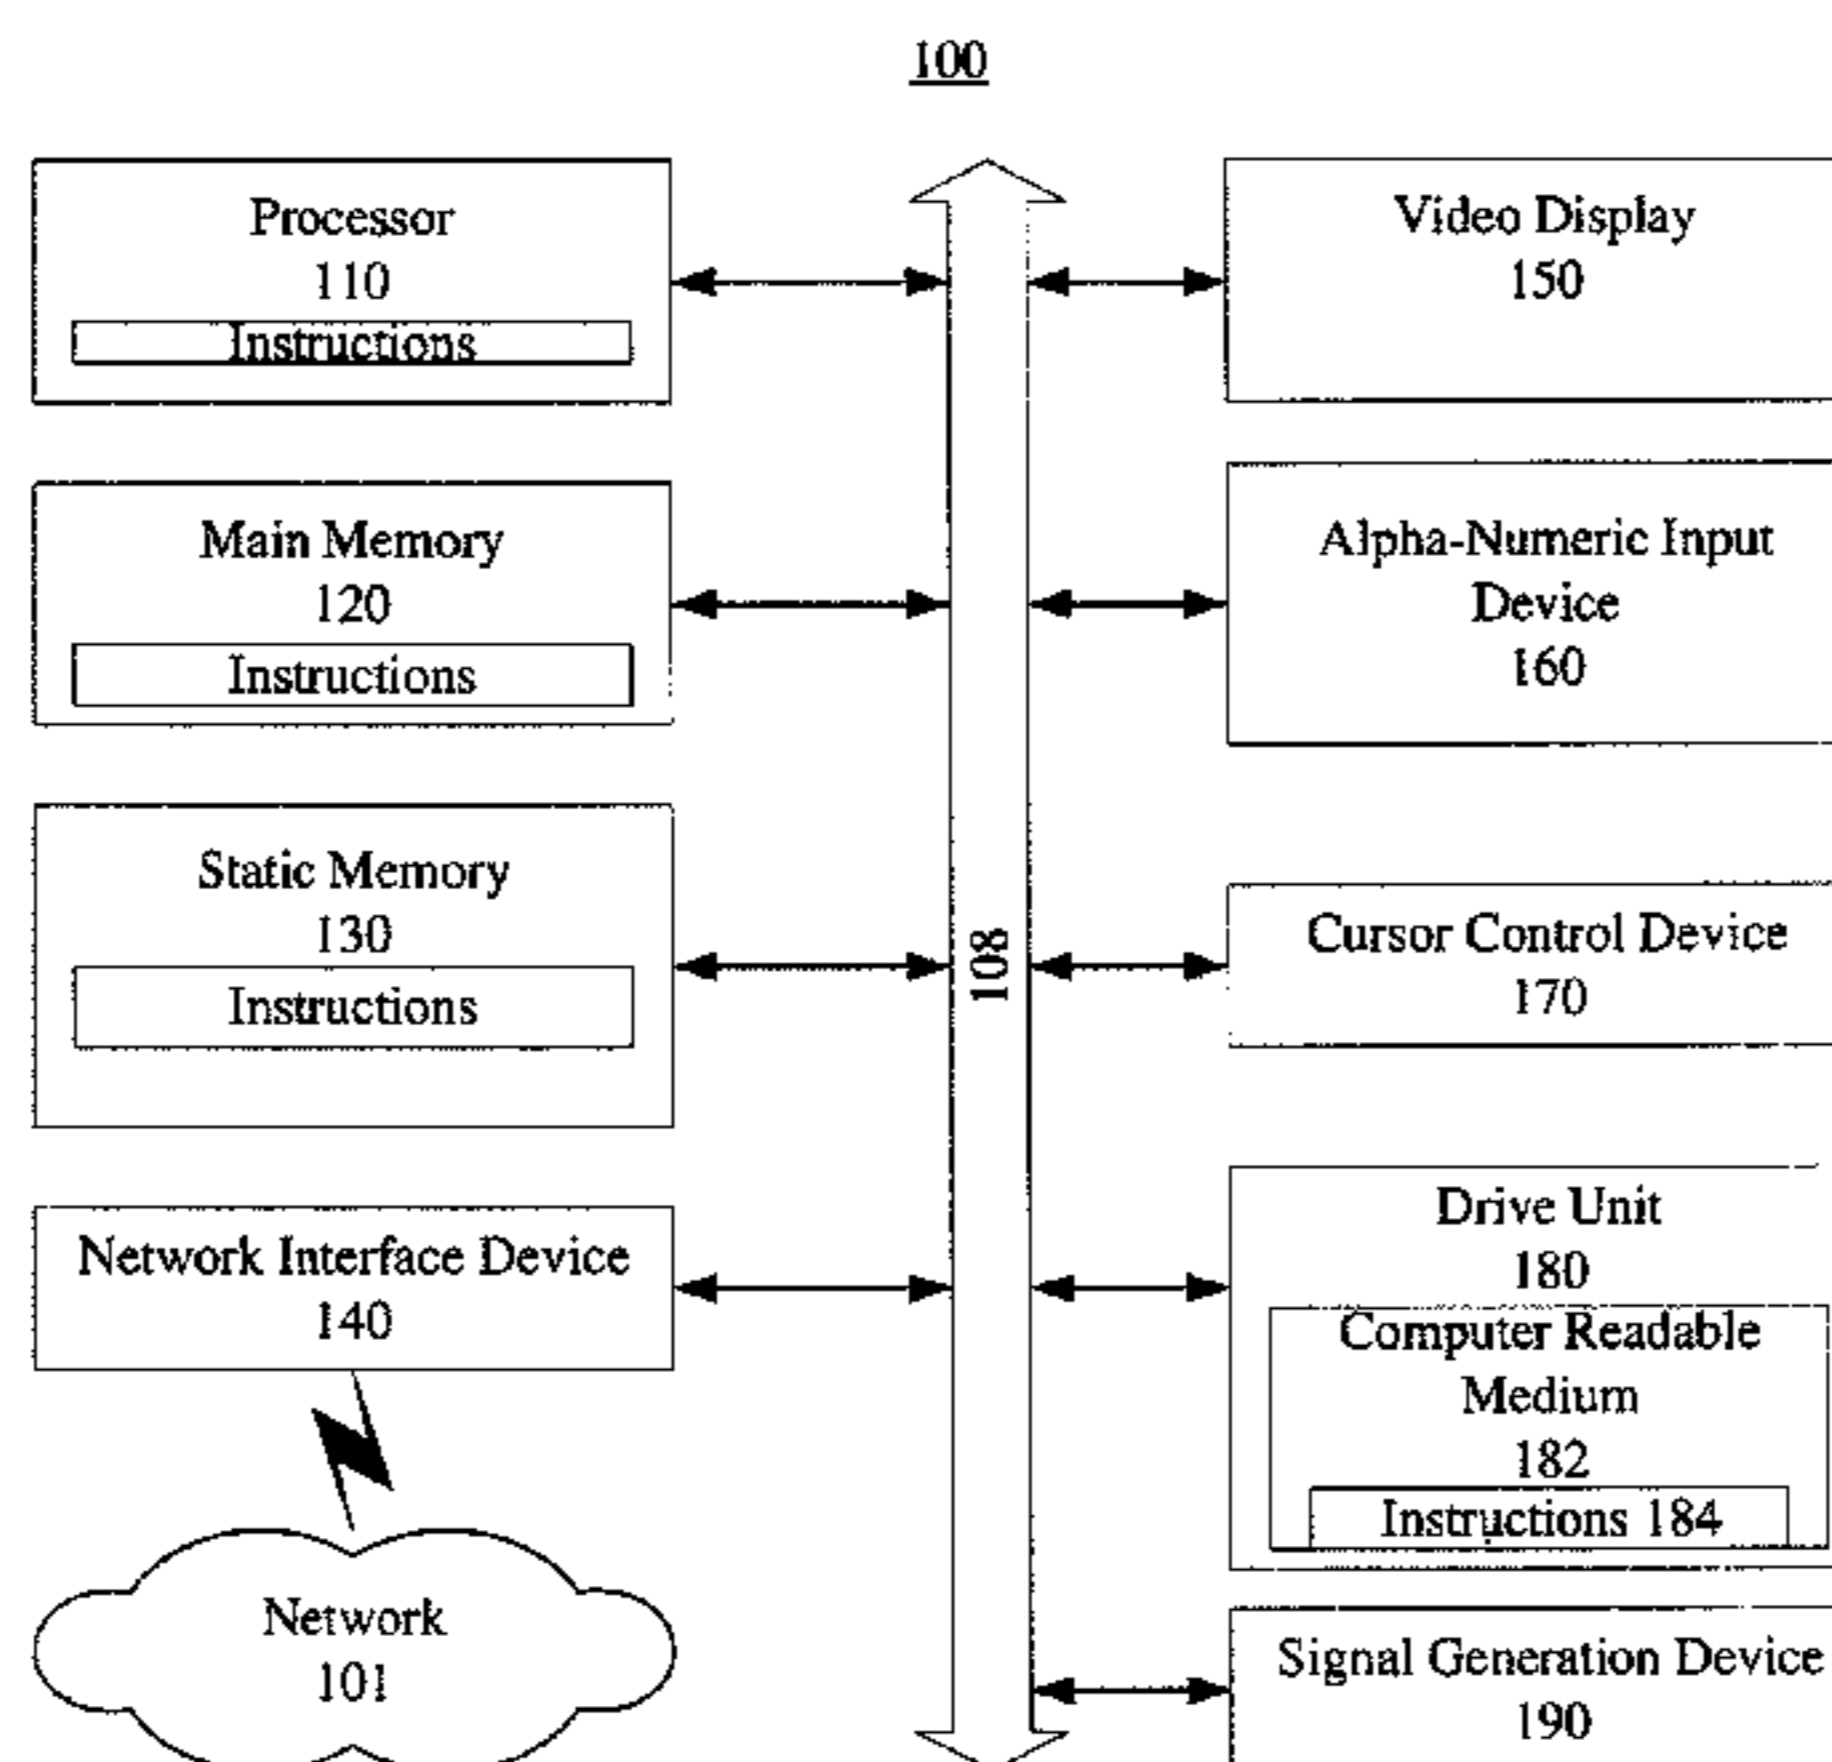 100
Processor
110
Instructions
Main Memory
120
Instructions
Static Memory
130
Instructions
Network Interface Device
140
Network
101
108
Video Display
150
Alpha-Numeric Input
Device
160
Cursor Control Device
170
Drive Unit
180
Computer Readable
Medium
182
Instructions 184
Signal Generation Device
190